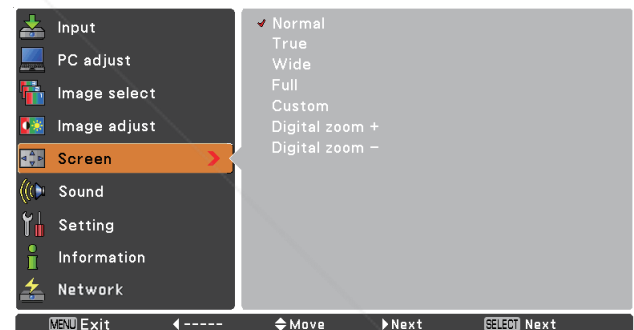 Input
PC adjust
Image select
Image adjust
Screen
Sound
Setting
Information
Network
Normal
True
Wide
Full
Custom
Digital zoom +
Digital zoom –
MENU Exit ----- Move Next SELECT Next